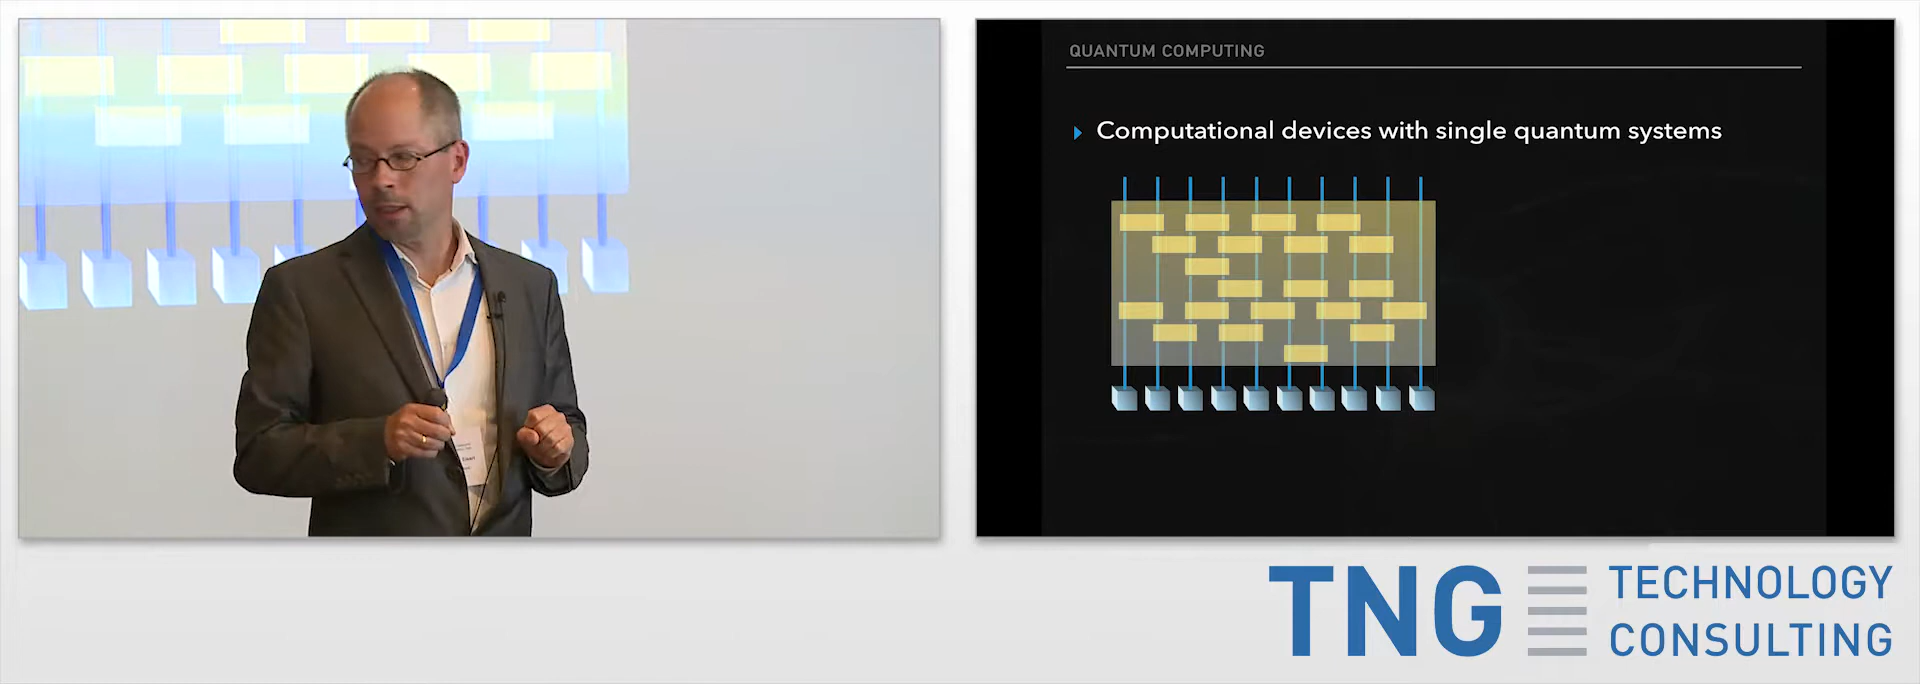 QUANTUM COMPUTING
Computational devices with single quantum systems
TNG TECHNOLOGY
CONSULTING